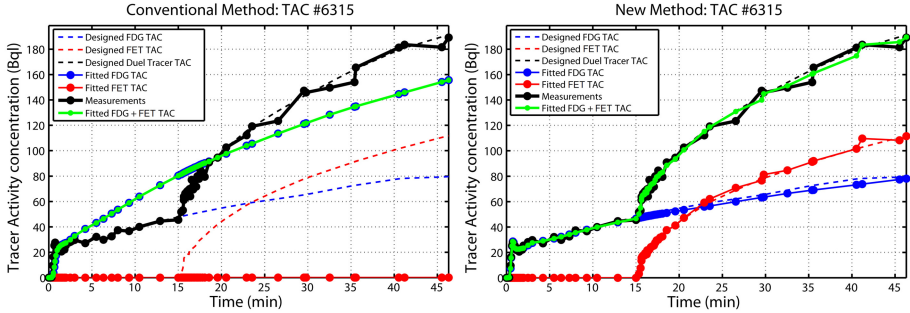 Conventional Method: TAC #6315
Tracer Activity concentration (Bql)
180
160
140
120
100
80
60
40
20
0
Designed FDG TAC
Designed FET TAC
Designed Duel Tracer TAC
Fitted FDG TAC
Fitted FET TAC
Measurements
Fitted FDG + FET TAC
0 5 10 15 20 25 30 35 40 45
Time (min)
New Method: TAC #6315
Tracer Activity concentration (Bql)
180
160
140
120
100
80
60
40
20
0
Designed FDG TAC
Designed FET TAC
Designed Duel Tracer TAC
Fitted FDG TAC
Fitted FET TAC
Measurements
Fitted FDG + FET TAC
0 5 10 15 20 25 30 35 40 45
Time (min)